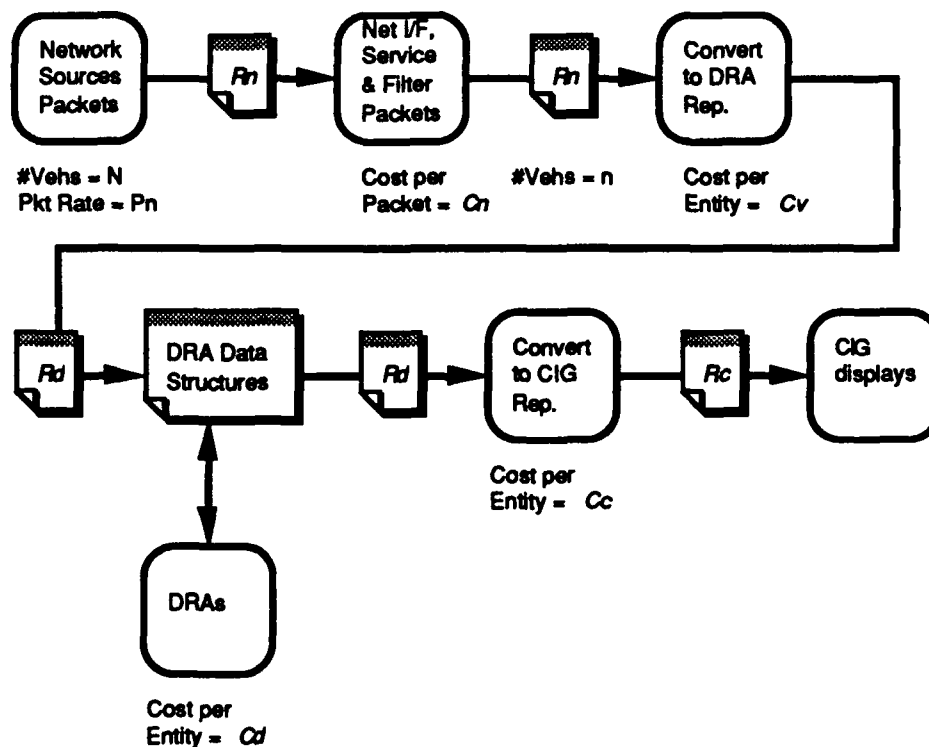 Network
Sources
Packets
Rn
Net I/F,
Service
& Filter
Packets
Rn
Convert
to DRA
Rep.
#Vehs = N
Pkt Rate = Pn
Cost per
Packet = Cn
#Vehs = n
Cost per
Entity = Cv
Rd
DRA Data
Structures
Rd
Convert
to CIG
Rep.
Rc
CIG
displays
Cost per
Entity = Cc
DRAs
Cost per
Entity = Cd